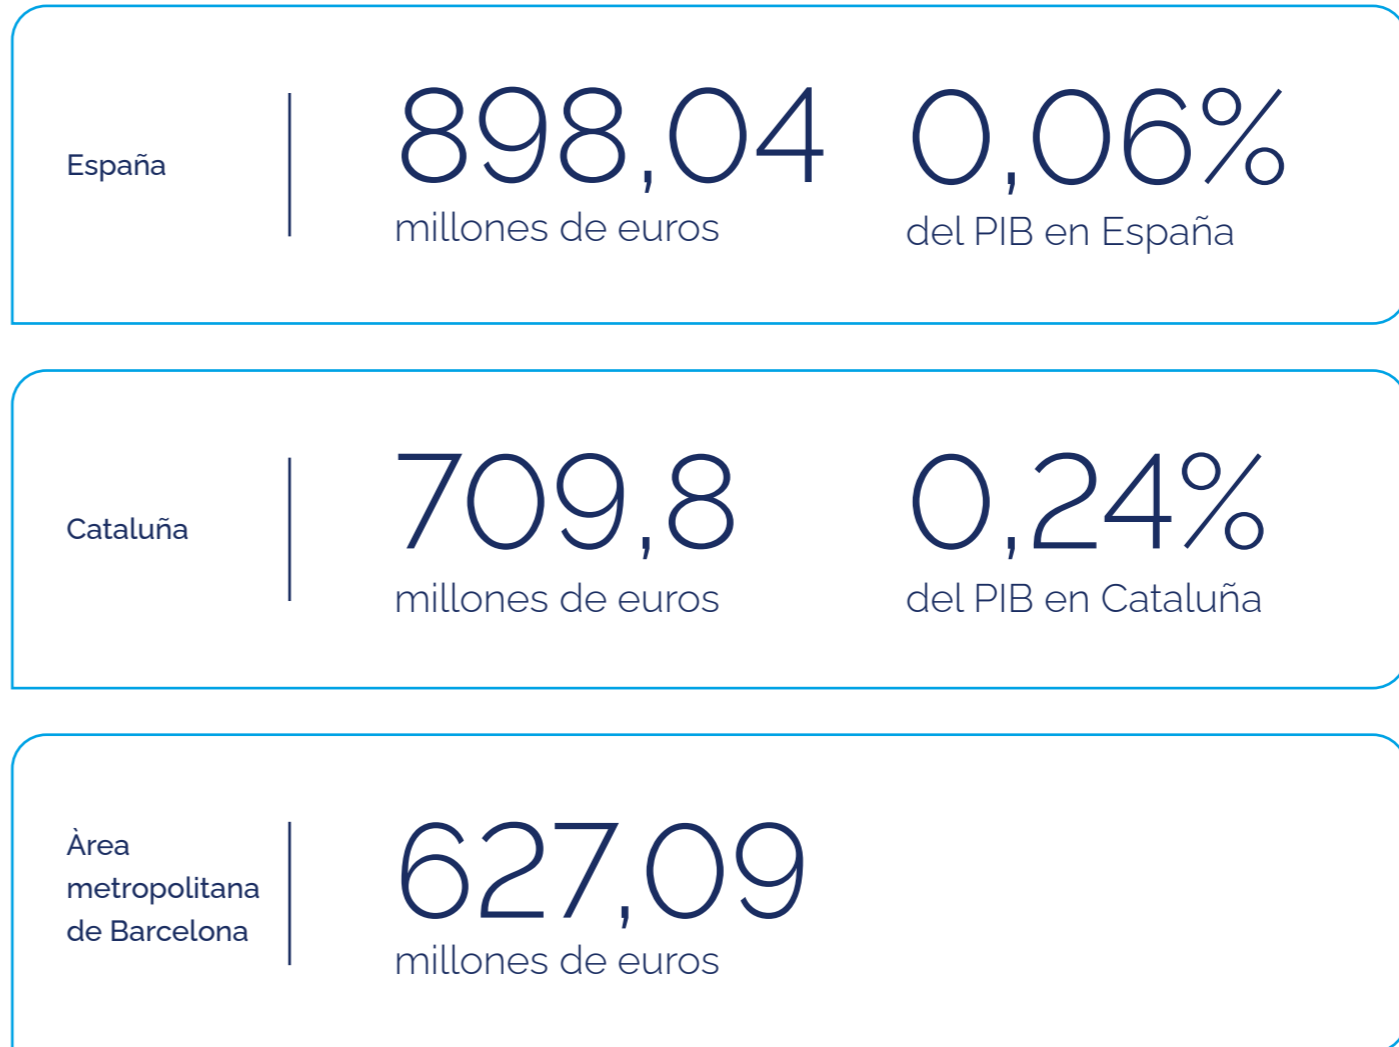 España
898,04
millones de euros
0,06%
del PIB en España
Cataluña
709,8
millones de euros
0,24%
del PIB en Cataluña
Àrea
metropolitana
de Barcelona
627,09
millones de euros